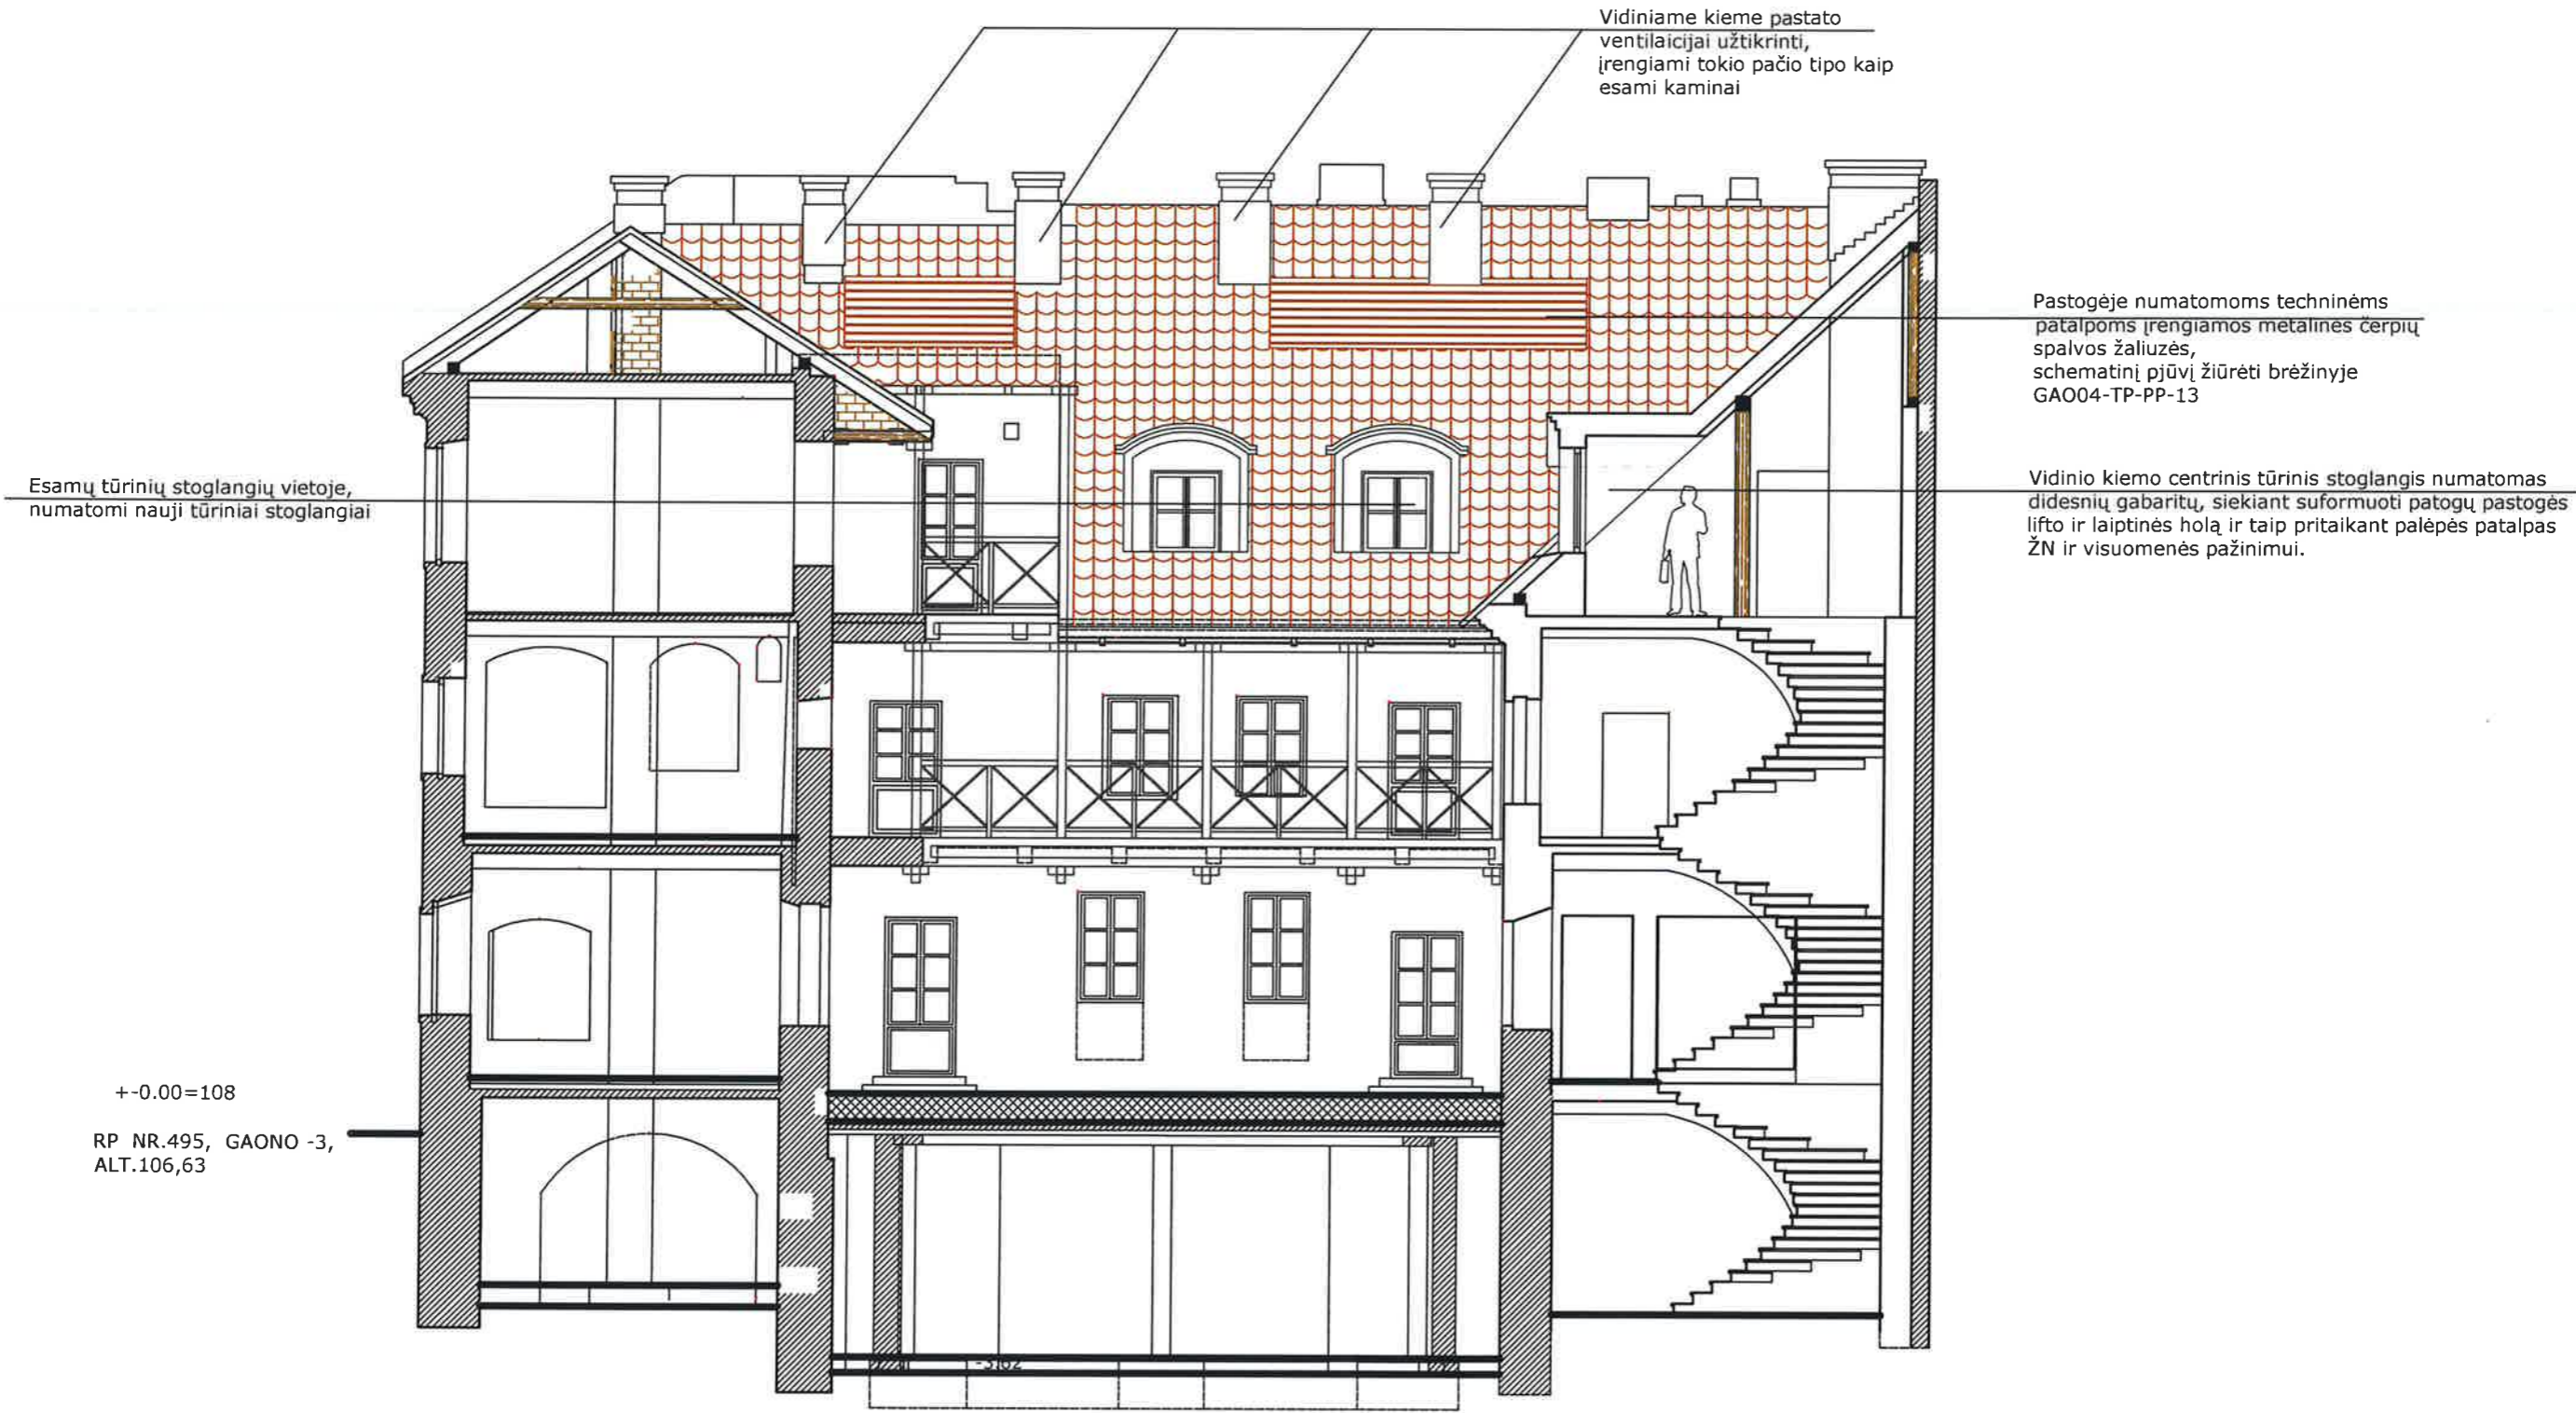 Vidiniame kieme pastato
ventilaicijai užtikrinti,
įrengiami tokio pačio tipo kaip
esami kaminai
Pastogėje numatomoms techninėms
patalpoms įrengiamos metalinės čerpių
spalvos žaliuzės,
schematinį pjūvį žiūrėti brėžinyje
GAO04-TP-PP-13
Esamų tūrinių stoglangių vietoje,
numatomi nauji tūriniai stoglangiai
Vidinio kiemo centrinis tūrinis stoglangis numatomas
didesnių gabaritų, siekiant suformuoti patogų pastogės
lifto ir laiptinės holą ir taip pritaikant palėpės patalpas
ŽN ir visuomenės pažinimui.
+-0.00=108
RP NR.495, GAONO -3,
ALT.106,63
-3,62